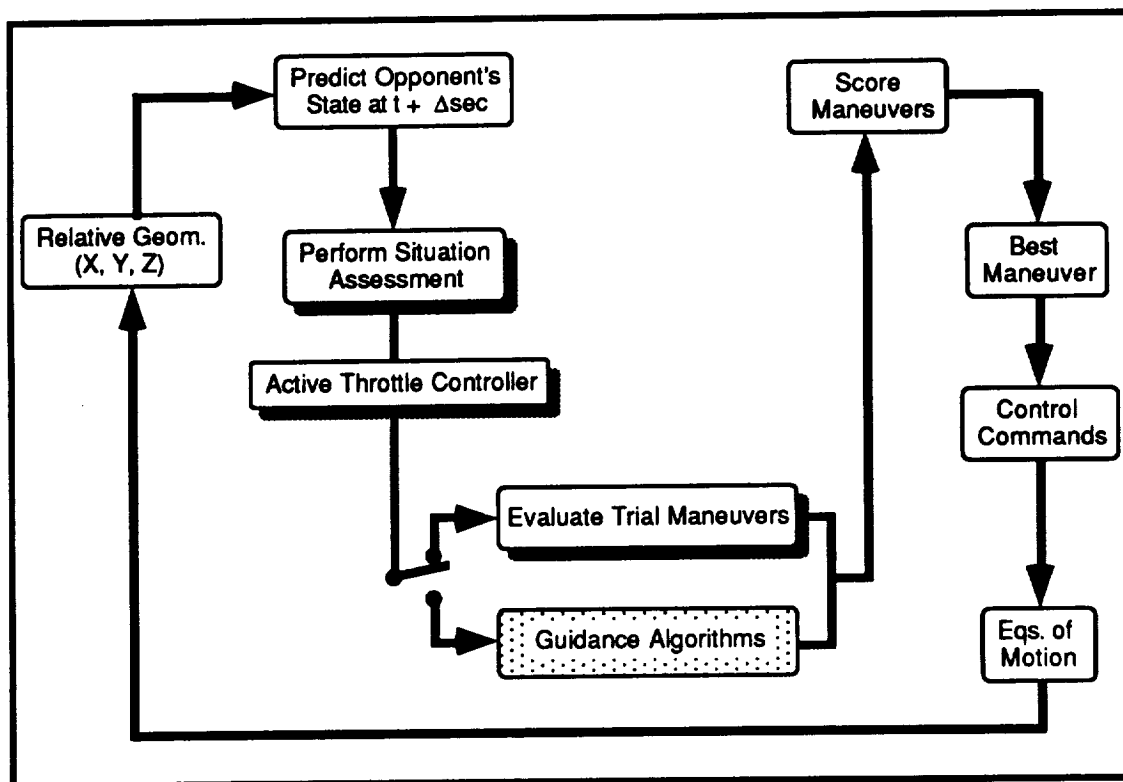 Predict Opponent's
State at t + Δsec
Score
Maneuvers
Relative Geom.
(X, Y, Z)
Perform Situation
Assessment
Best
Maneuver
Active Throttle Controller
Control
Commands
Evaluate Trial Maneuvers
Guidance Algorithms
Eqs. of
Motion